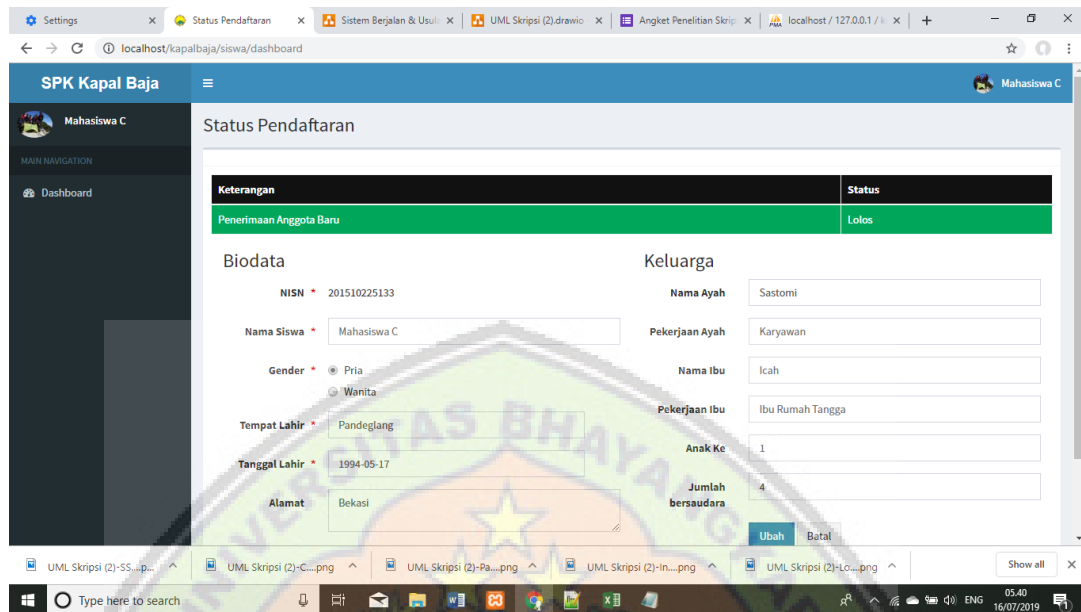 Settings
Status Pendaftaran
Sistem Berjalan & Usul
UML Skripsi (2).drawio
Angket Penelitian Skrip
localhost / 127.0.0.1 / k
localhost/kapalbaja/siswa/dashboard
SPK Kapal Baja
Mahasiswa C
Mahasiswa C
Status Pendaftaran
MAIN NAVIGATION
Dashboard
Keterangan Status
Penerimaan Anggota Baru Lolos
Biodata
NISN * 201510225133
Nama Siswa * Mahasiswa C
Gender * Pria
Wanita
Tempat Lahir * Pandeglang
Tanggal Lahir * 1994-05-17
Alamat Bekasi
Keluarga
Nama Ayah Sastomi
Pekerjaan Ayah Karyawan
Nama Ibu Icah
Pekerjaan Ibu Ibu Rumah Tangga
Anak Ke 1
Jumlah bersaudara 4
Ubah Batal
UNIVERSITAS BHAYANGKARA
UML Skripsi (2)-SS....p...
UML Skripsi (2)-C....png
UML Skripsi (2)-Pa....png
UML Skripsi (2)-In....png
UML Skripsi (2)-Lo....png
Show all
Type here to search
ENG
05.40
16/07/2019